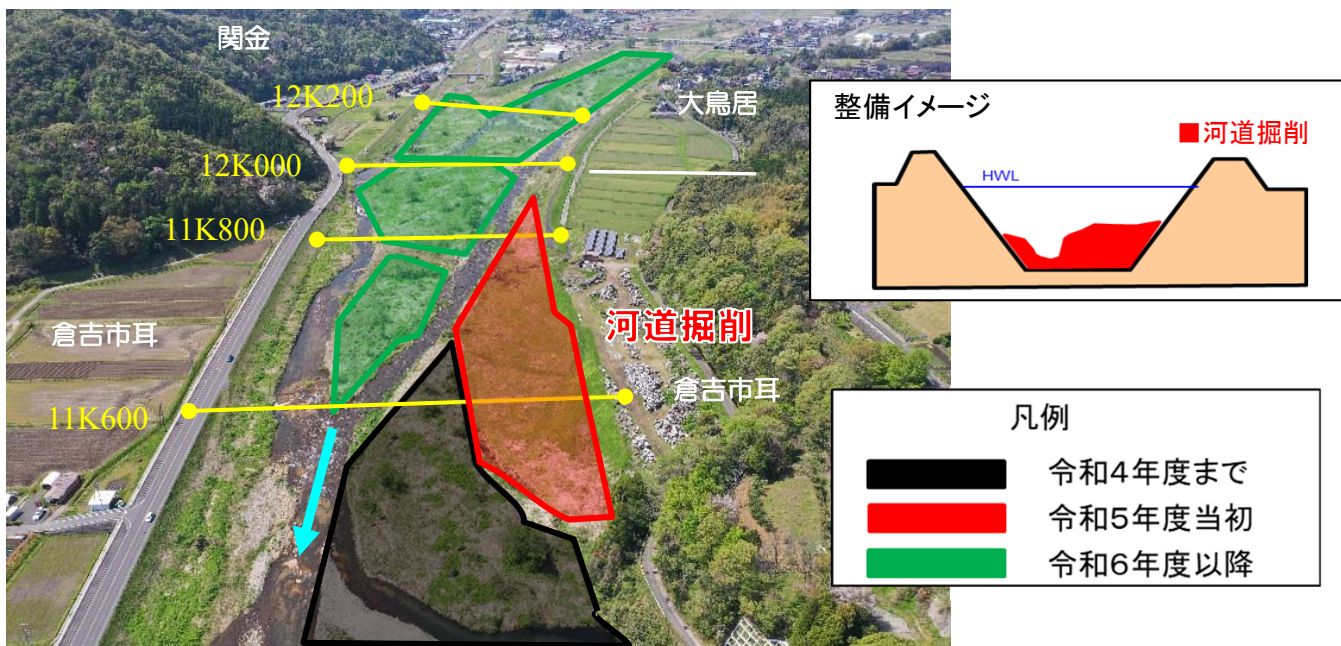 関金
12K200
大鳥居
12K000
11K800
河道掘削
倉吉市耳
倉吉市耳
11K600
整備イメージ
■河道掘削
HWL
凡例
令和4年度まで
令和5年度当初
令和6年度以降